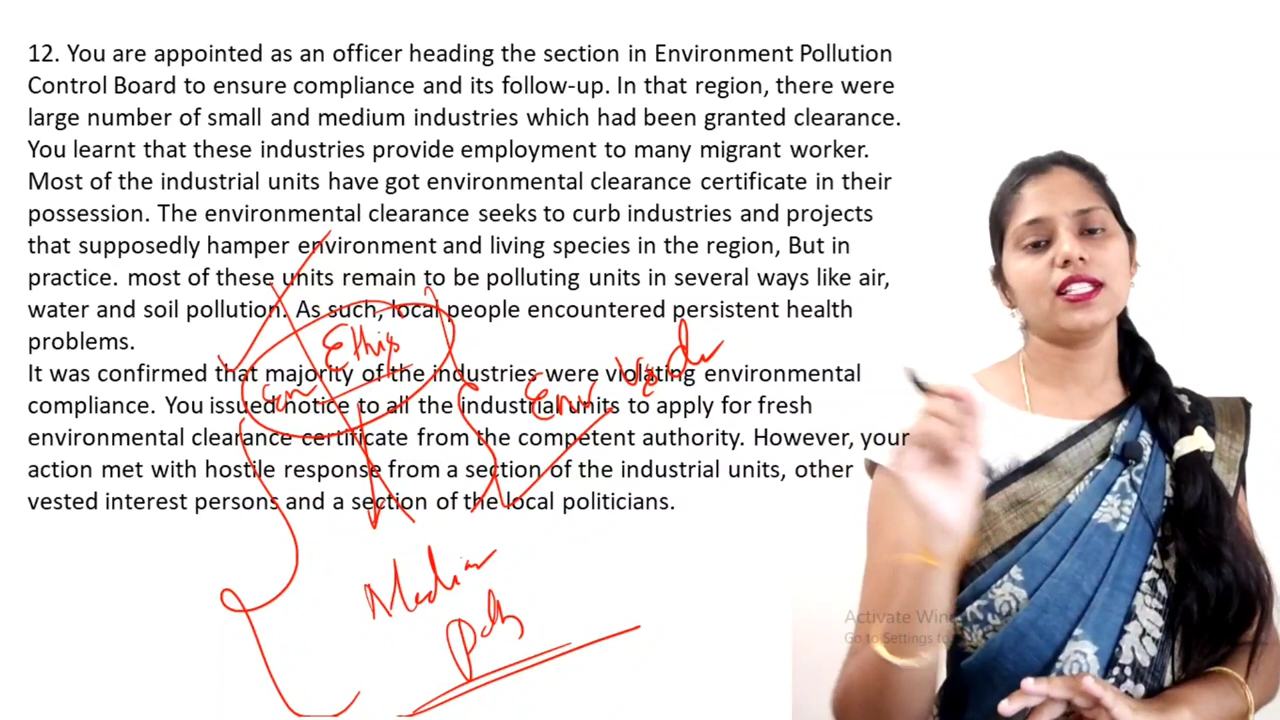 12. You are appointed as an officer heading the section in Environment Pollution
Control Board to ensure compliance and its follow-up. In that region, there were
large number of small and medium industries which had been granted clearance.
You learnt that these industries provide employment to many migrant worker.
Most of the industrial units have got environmental clearance certificate in their
possession. The environmental clearance seeks to curb industries and projects
that supposedly hamper environment and living species in the region, But in
practice. most of these units remain to be polluting units in several ways like air,
water and soil pollution. As such, local people encountered persistent health
problems.
Ethis
It was confirmed that majority of the industries were violating environmental
compliance. You issued notice to all the industrial units to apply for fresh
Env
environmental clearance certificate from the competent authority. However, your
action met with hostile response from a section of the industrial units, other
vested interest persons and a section of the local politicians.
Activate Win
Go to Settings fo